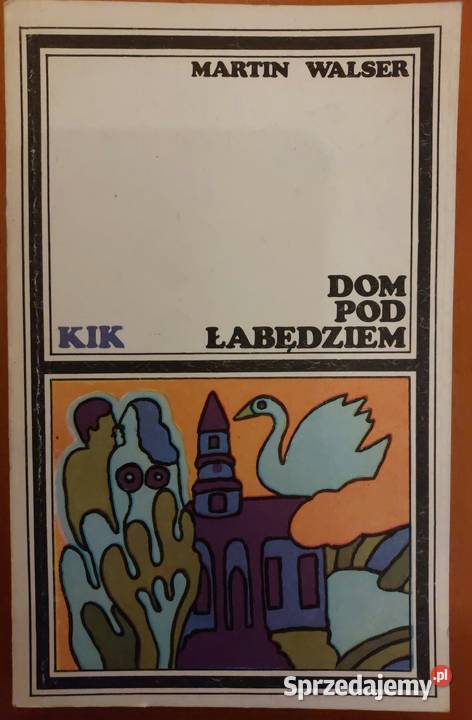 MARTIN WALSER
DOM
POD
KIK ŁABĘDZIEM
Sprzedajemy.pl